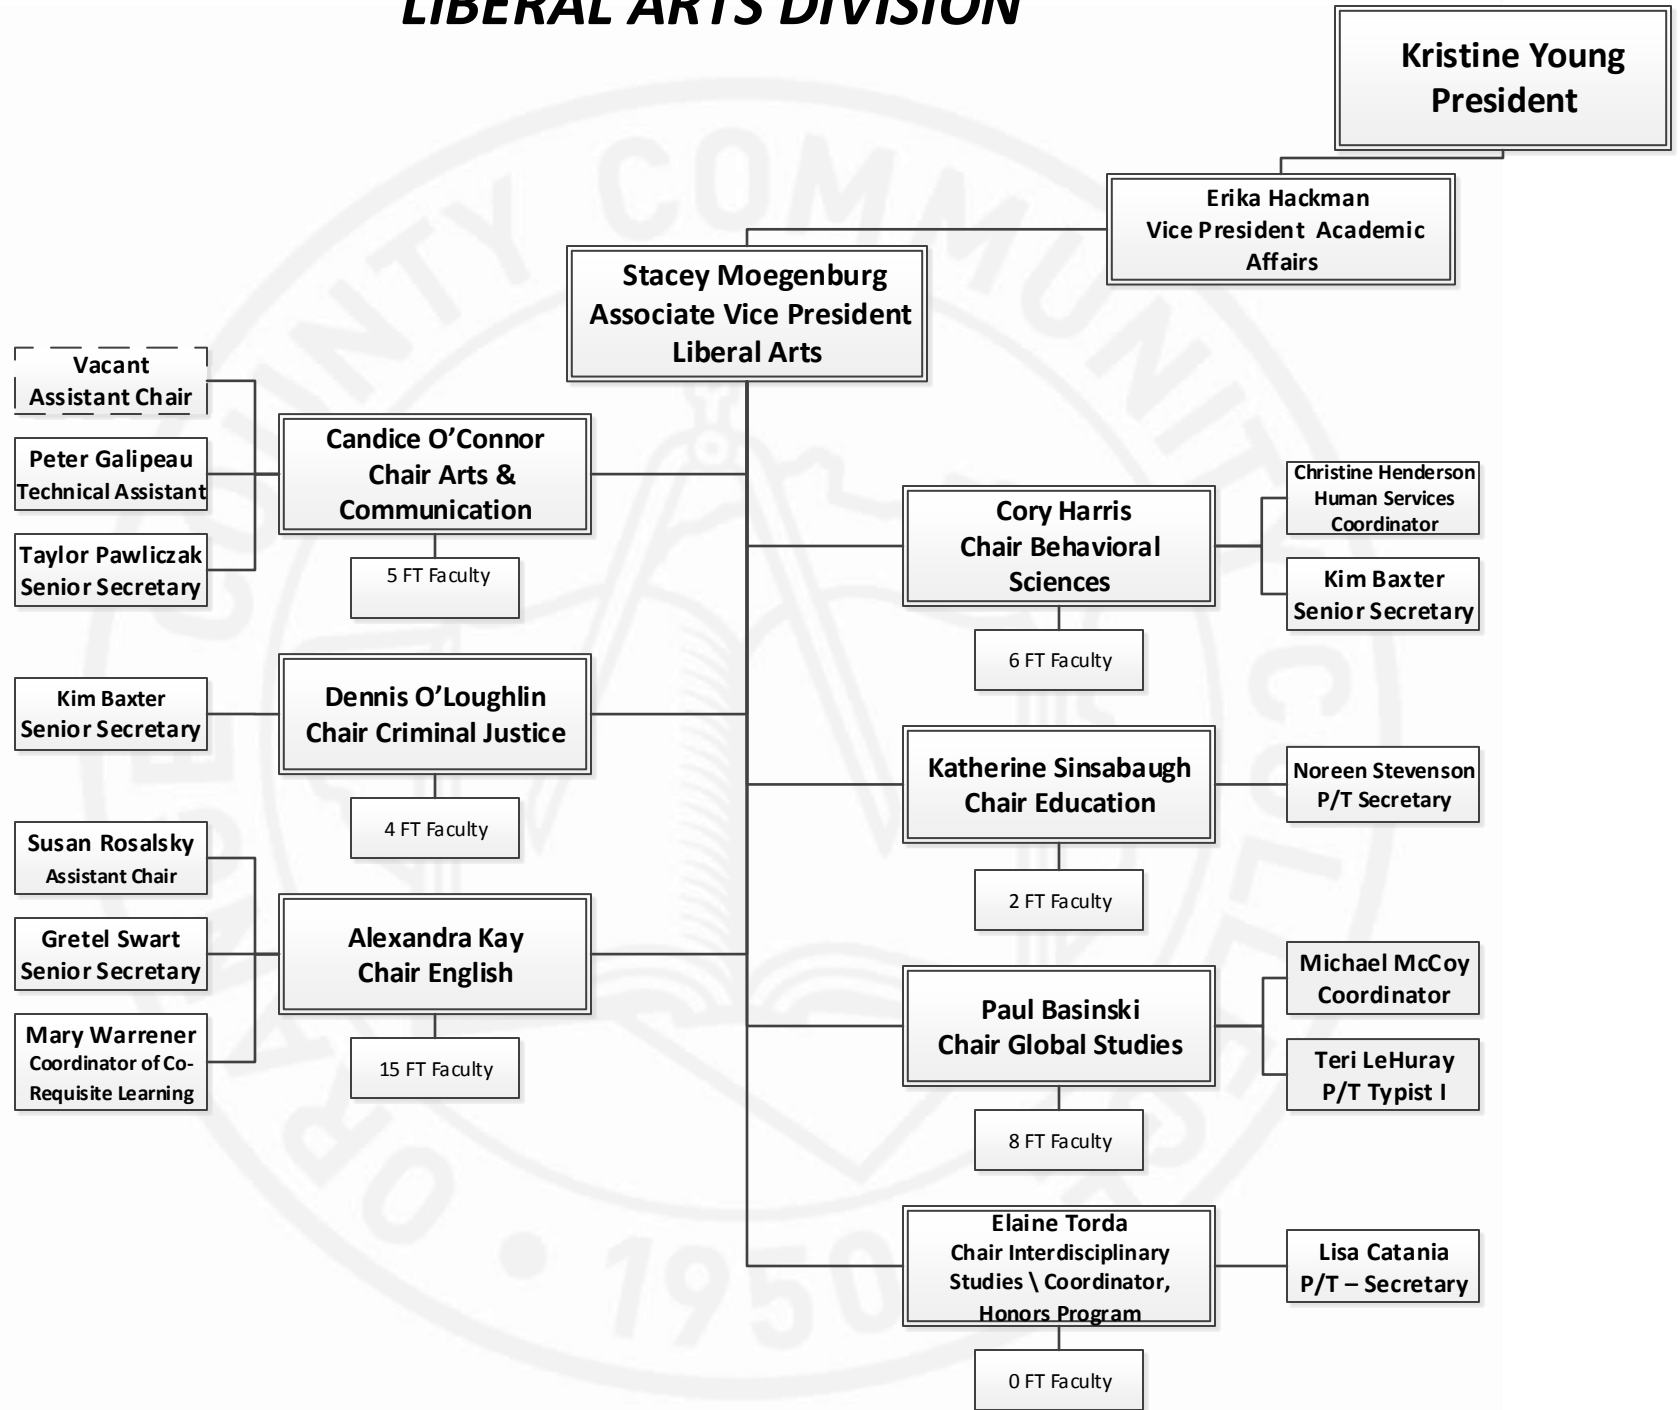 LIBERAL ARTS DIVISION
Kristine Young
President
Erika Hackman
Vice President Academic
Affairs
Stacey Moegenburg
Associate Vice President
Liberal Arts
Vacant
Assistant Chair
Peter Galipeau
Technical Assistant
Taylor Pawliczak
Senior Secretary
Candice O’Connor
Chair Arts &
Communication
5 FT Faculty
Kim Baxter
Senior Secretary
Dennis O’Loughlin
Chair Criminal Justice
4 FT Faculty
Susan Rosalsky
Assistant Chair
Gretel Swart
Senior Secretary
Mary Warrener
Coordinator of Co-
Requisite Learning
Alexandra Kay
Chair English
15 FT Faculty
Cory Harris
Chair Behavioral
Sciences
6 FT Faculty
Christine Henderson
Human Services
Coordinator
Kim Baxter
Senior Secretary
Katherine Sinsabaugh
Chair Education
2 FT Faculty
Noreen Stevenson
P/T Secretary
Paul Basinski
Chair Global Studies
8 FT Faculty
Michael McCoy
Coordinator
Teri LeHuray
P/T Typist I
Elaine Torda
Chair Interdisciplinary
Studies \ Coordinator,
Honors Program
0 FT Faculty
Lisa Catania
P/T – Secretary
ORANGE COUNTY COMMUNITY COLLEGE
• 1950